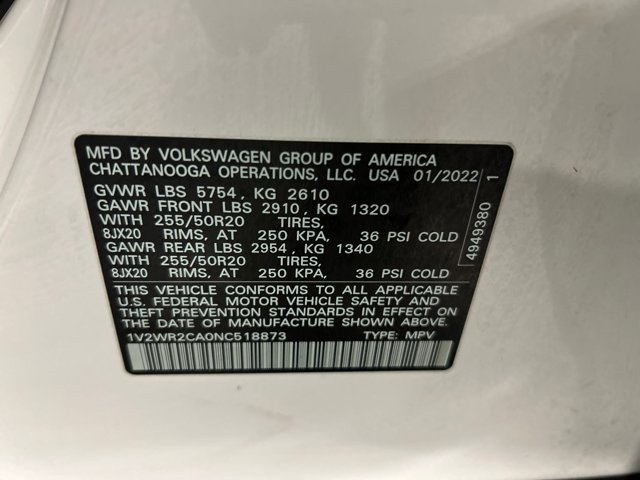 MFD BY VOLKSWAGEN GROUP OF AMERICA
CHATTANOOGA OPERATIONS, LLC. USA 01/2022
GVWR LBS 5754, KG 2610
GAWR FRONT LBS 2910, KG 1320
WITH 255/50R20 TIRES,
8JX20 RIMS, AT 250 KPA, 36 PSI COLD
GAWR REAR LBS 2954, KG 1340
WITH 255/50R20 TIRES,
8JX20 RIMS, AT 250 KPA, 36 PSI COLD
THIS VEHICLE CONFORMS TO ALL APPLICABLE
U.S. FEDERAL MOTOR VEHICLE SAFETY AND
THEFT PREVENTION STANDARDS IN EFFECT ON
THE DATE OF MANUFACTURE SHOWN ABOVE.
1V2WR2CA0NC518873 TYPE: MPV
4949380 1